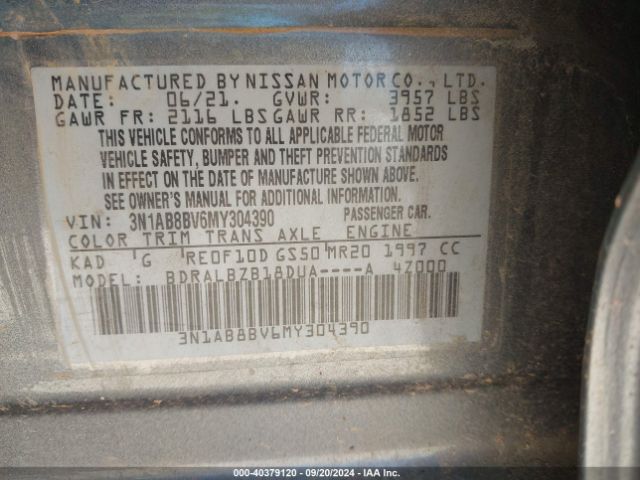 MANUFACTURED BY NISSAN MOTOR CO., LTD.
DATE: 06/21. GVWR: 3957 LBS
GAWR FR: 2116 LBS GAWR RR: 1852 LBS
THIS VEHICLE CONFORMS TO ALL APPLICABLE FEDERAL MOTOR
VEHICLE SAFETY, BUMPER AND THEFT PREVENTION STANDARDS
IN EFFECT ON THE DATE OF MANUFACTURE SHOWN ABOVE.
SEE OWNER'S MANUAL FOR ADDITIONAL INFORMATION.
VIN: 3N1AB8BV6MY304390 PASSENGER CAR.
COLOR TRIM TRANS AXLE ENGINE
KAD G RE0F10D GS50 MR20 1997 CC
MODEL: BDRALBZB18DUA----A 4Z000
3N1AB8BV6MY304390
000-40379120 - 09/20/2024 - IAA Inc.